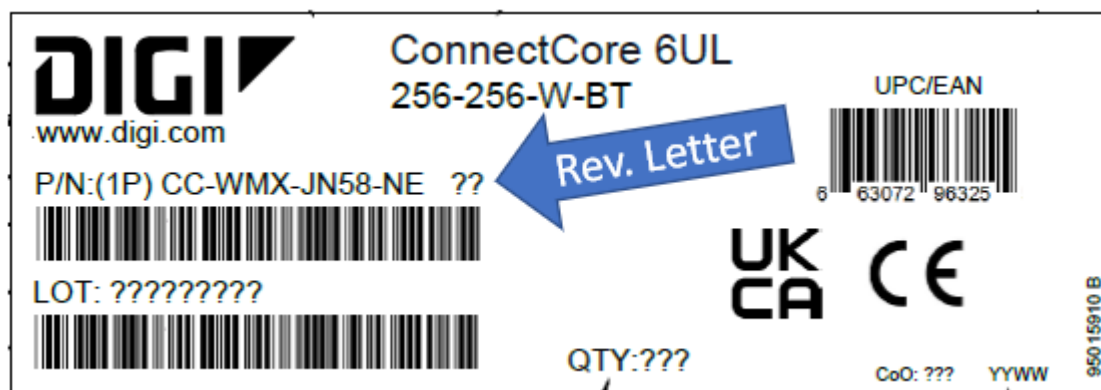 DIGI
www.digi.com
ConnectCore 6UL
256-256-W-BT
UPC/EAN
6 63072 96325
Rev. Letter
P/N:(1P) CC-WMX-JN58-NE ??
LOT: ?????????
UK
CA
CE
QTY:???
CoO: ??? YYWW
95015910 B